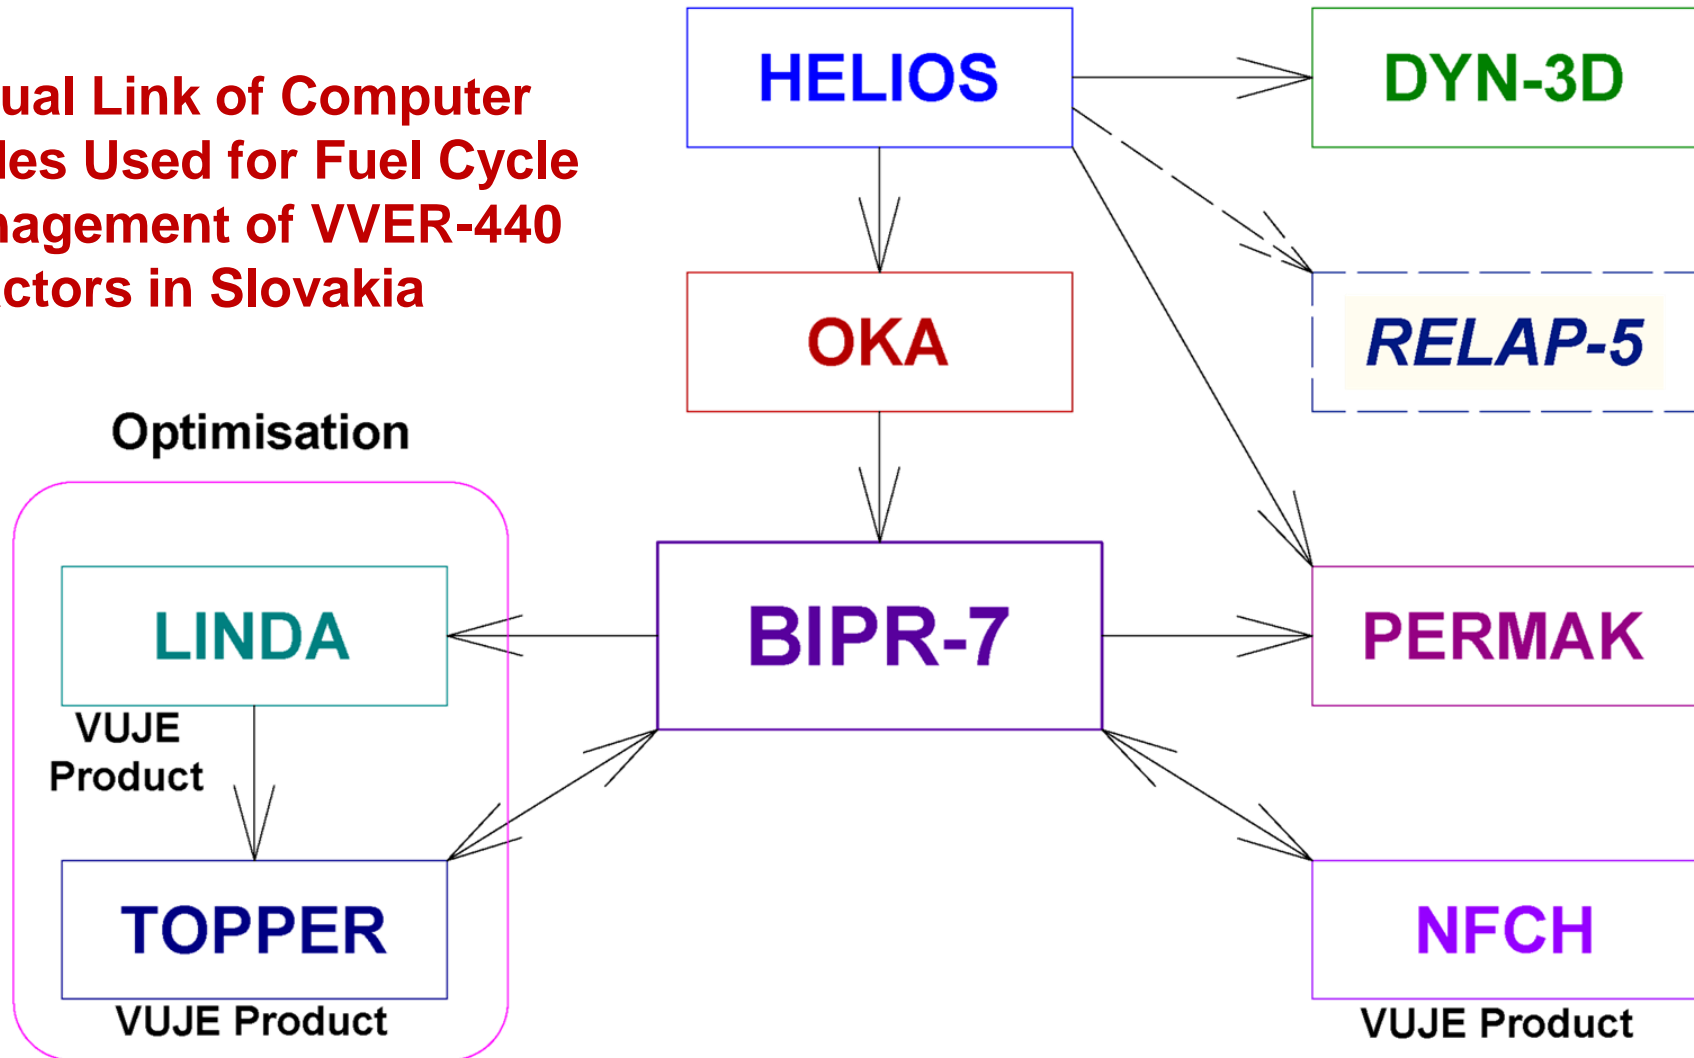 HELIOS
DYN-3D
ual Link of Computer
les Used for Fuel Cycle
nagement of VVER-440
ctors in Slovakia
OKA
RELAP-5
Optimisation
LINDA
BIPR-7
PERMAK
VUJE
Product
TOPPER
NFCH
VUJE Product
VUJE Product